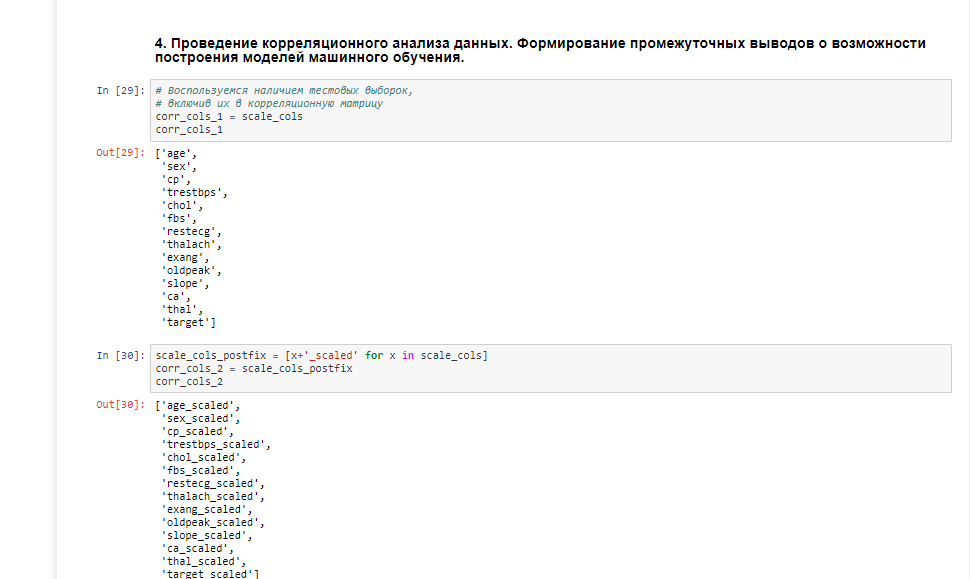 4. Проведение корреляционного анализа данных. Формирование промежуточных выводов о возможности
построения моделей машинного обучения.
In [29]: # Воспользуемся наличием тестовых выборок,
# включив их в корреляционную матрицу
corr_cols_1 = scale_cols
corr_cols_1
Out[29]: ['age',
'sex',
'cp',
'trestbps',
'chol',
'fbs',
'restecg',
'thalach',
'exang',
'oldpeak',
'slope',
'ca',
'thal',
'target']
In [30]: scale_cols_postfix = [x+'_scaled' for x in scale_cols]
corr_cols_2 = scale_cols_postfix
corr_cols_2
Out[30]: ['age_scaled',
'sex_scaled',
'cp_scaled',
'trestbps_scaled',
'chol_scaled',
'fbs_scaled',
'restecg_scaled',
'thalach_scaled',
'exang_scaled',
'oldpeak_scaled',
'slope_scaled',
'ca_scaled',
'thal_scaled',
'target_scaled']